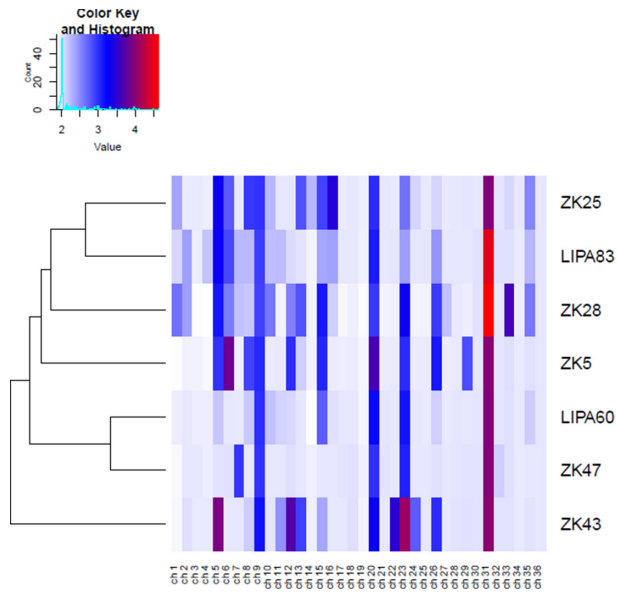 Color Key
and Histogram
Count
0 20 40
2 3 4
Value
ZK25
LIPA83
ZK28
ZK5
LIPA60
ZK47
ZK43
ch 1 ch 2 ch 3 ch 4 ch 5 ch 6 ch 7 ch 8 ch 9 ch 10 ch 11 ch 12 ch 13 ch 14 ch 15 ch 16 ch 17 ch 18 ch 19 ch 20 ch 21 ch 22 ch 23 ch 24 ch 25 ch 26 ch 27 ch 28 ch 29 ch 30 ch 31 ch 32 ch 33 ch 34 ch 35 ch 36